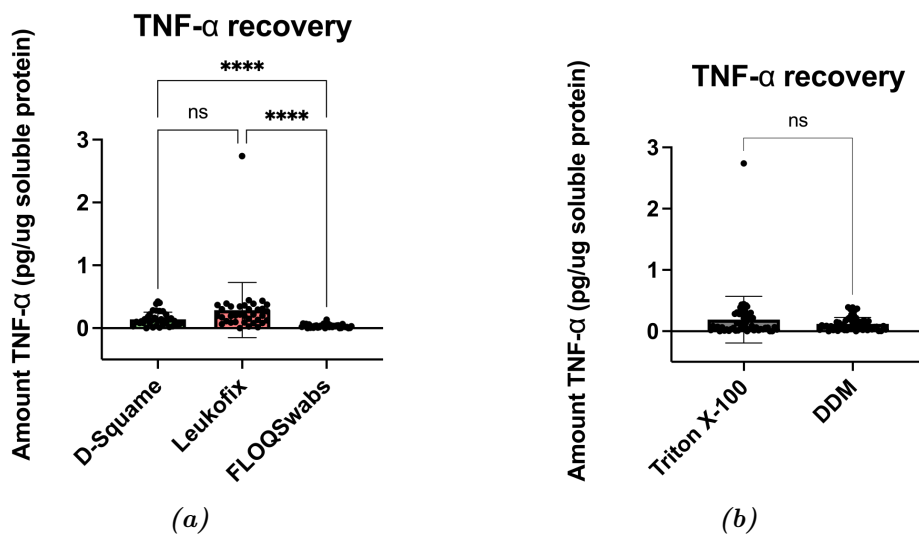 TNF-α recovery
****
ns
****
Amount TNF-α (pg/ug soluble protein)
3
2
1
0
D-Squame
Leukofix
FLOQSwabs
(a)
TNF-α recovery
ns
Amount TNF-α (pg/ug soluble protein)
3
2
1
0
Triton X-100
DDM
(b)